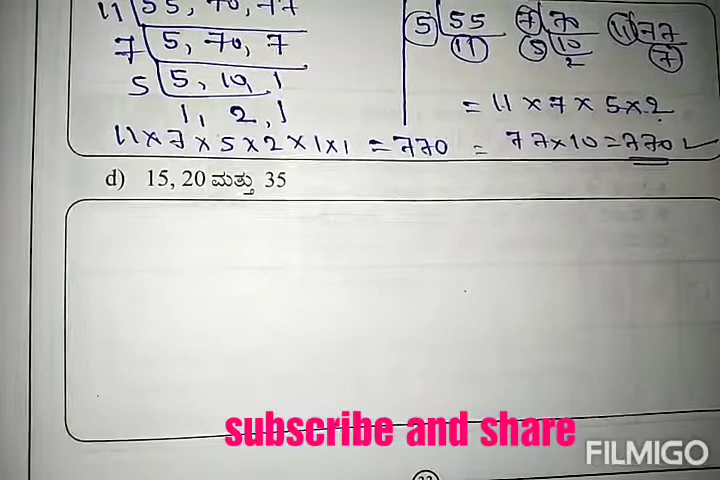 11 55, 70, 77
7 5, 70, 7
5 5, 10, 1
1, 2, 1
11×7×5×2×1×1 = 770
5 55 7 70 11 77
11 5 10 7
2
= 11 × 7 × 5 × 2
= 77×10 = 770 ✓
d) 15, 20 ಮತ್ತು 35
subscribe and share
FILMIGO
22